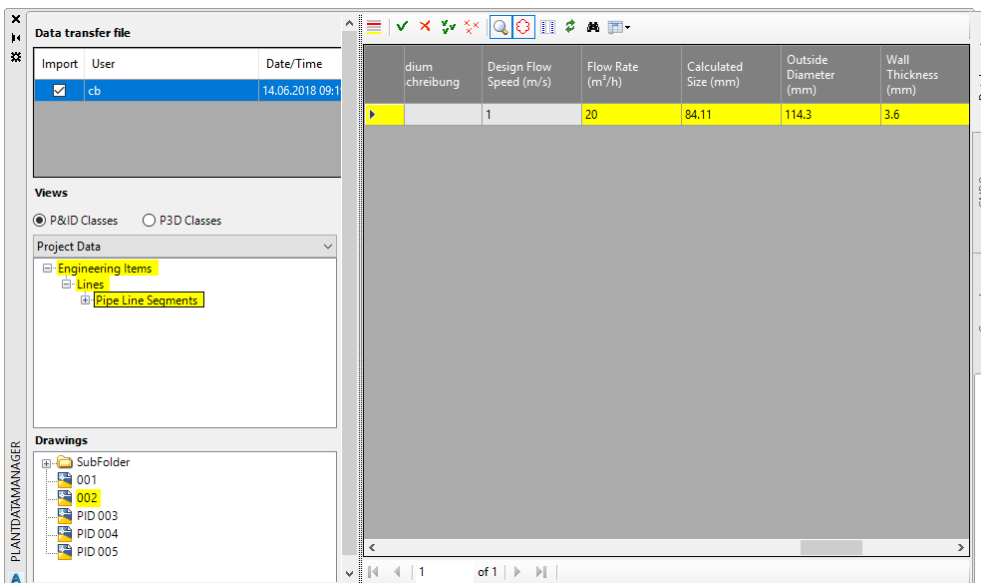 Data transfer file
Import User Date/Time
cb 14.06.2018 09:1
Views
P&ID Classes P3D Classes
Project Data
Engineering Items
Lines
Pipe Line Segments
Drawings
SubFolder
001
002
PID 003
PID 004
PID 005
PLANTDATAMANAGER
dium
chreibung
Design Flow
Speed (m/s)
Flow Rate
(m³/h)
Calculated
Size (mm)
Outside
Diameter
(mm)
Wall
Thickness
(mm)
1 20 84.11 114.3 3.6
1 of 1